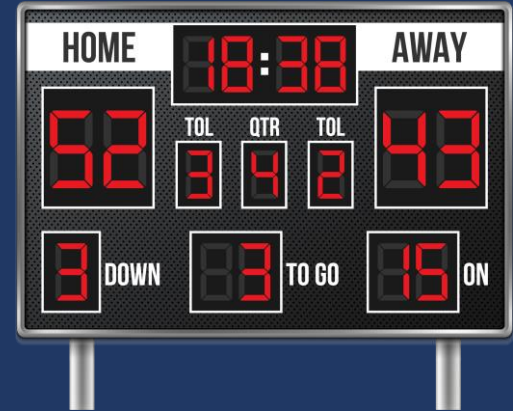 HOME 18:38 AWAY
52 43
TOL QTR TOL
3 4 2
3 DOWN 3 TO GO 15 ON